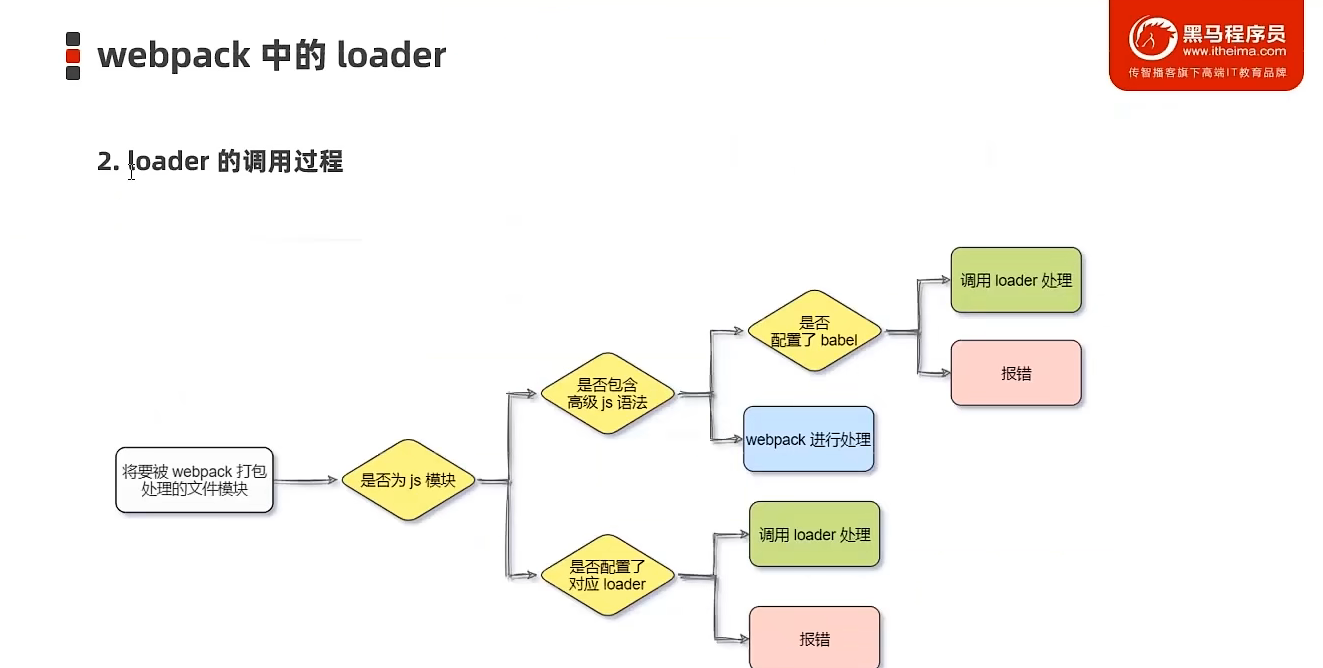 webpack 中的 loader
黑马程序员
www.itheima.com
传智播客旗下高端IT教育品牌
2. loader 的调用过程
将要被 webpack 打包
处理的文件模块
是否为 js 模块
是否包含
高级 js 语法
是否
配置了 babel
调用 loader 处理
报错
webpack 进行处理
是否配置了
对应 loader
调用 loader 处理
报错